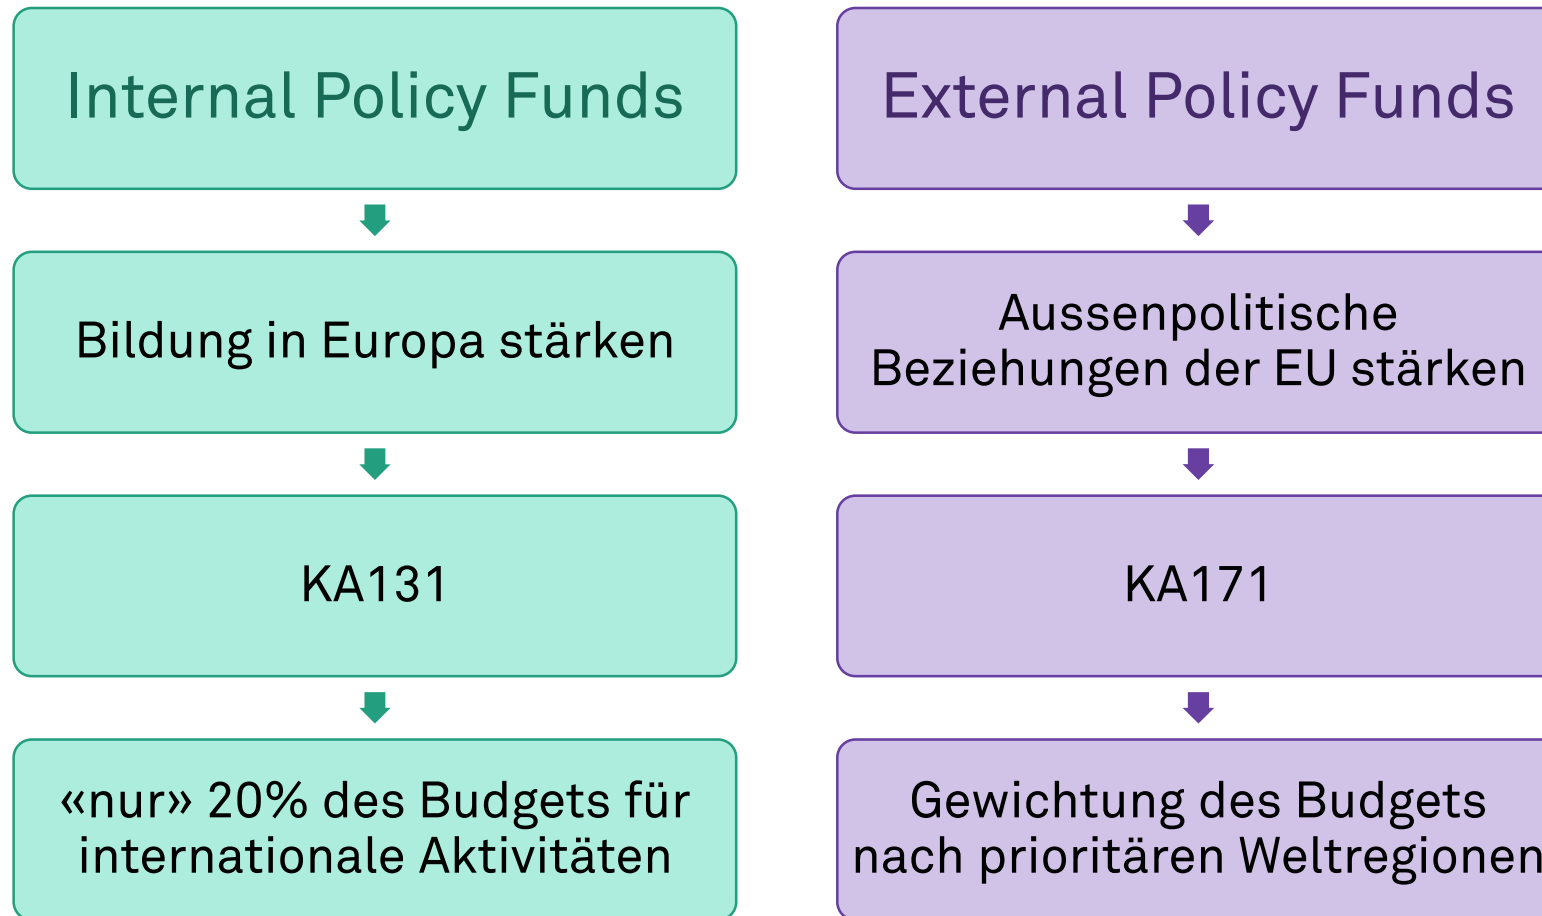 Internal Policy Funds
Bildung in Europa stärken
KA131
«nur» 20% des Budgets für
internationale Aktivitäten
External Policy Funds
Aussenpolitische
Beziehungen der EU stärken
KA171
Gewichtung des Budgets
nach prioritären Weltregionen